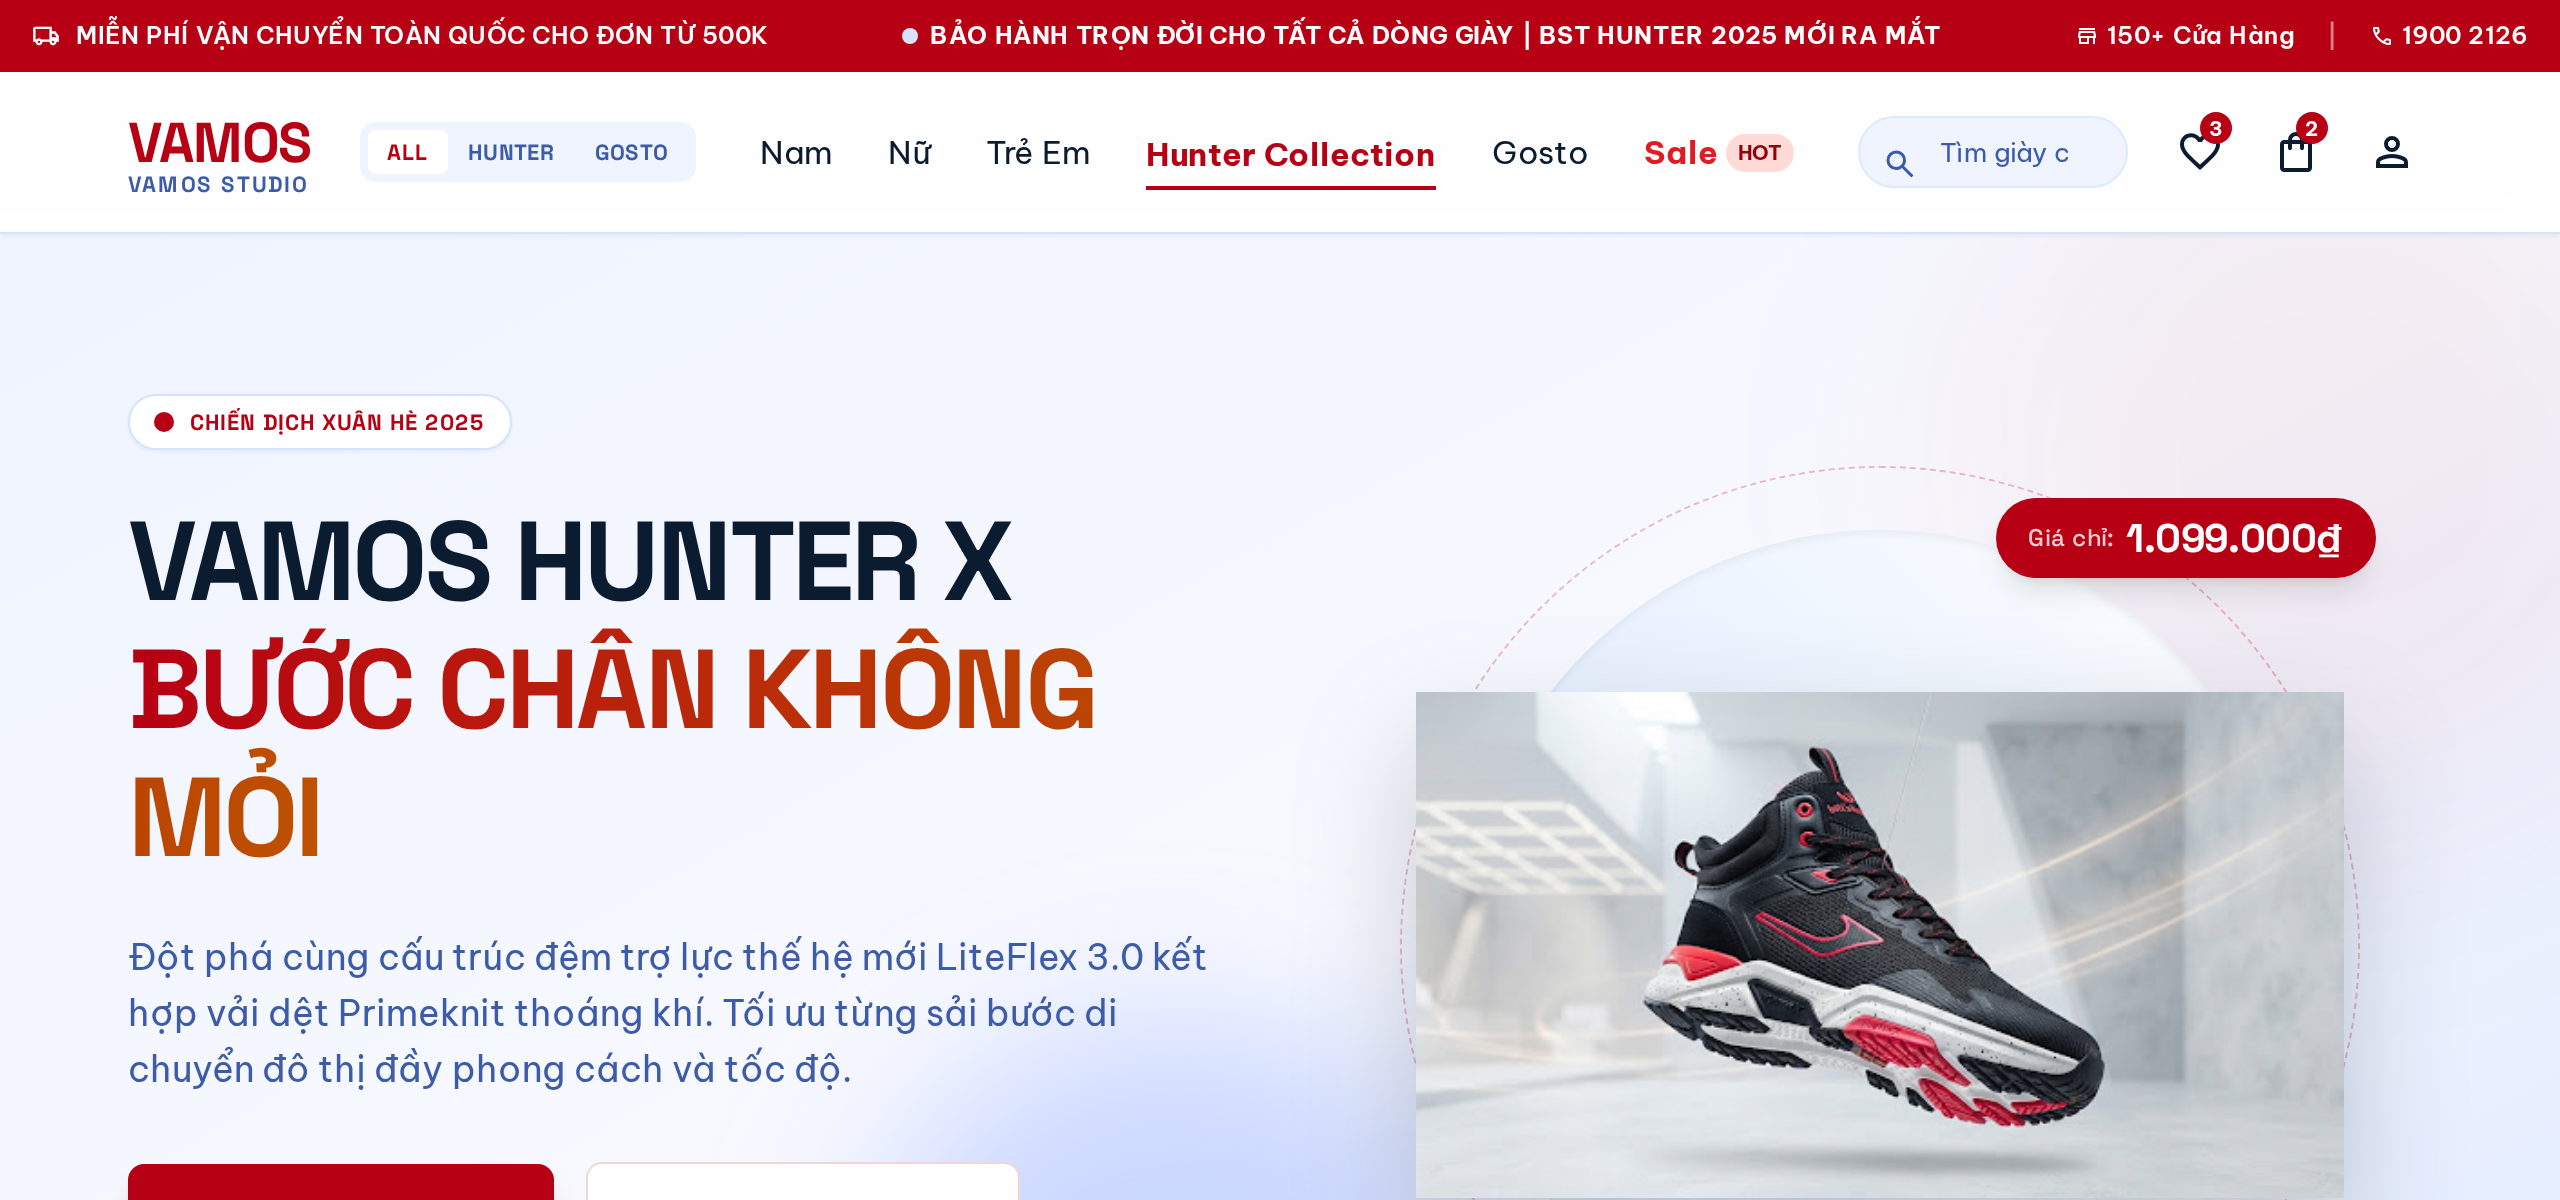 MIỄN PHÍ VẬN CHUYỂN TOÀN QUỐC CHO ĐƠN TỪ 500K
BẢO HÀNH TRỌN ĐỜI CHO TẤT CẢ DÒNG GIÀY | BST HUNTER 2025 MỚI RA MẮT
150+ Cửa Hàng | 1900 2126
VAMOS
VAMOS STUDIO
ALL HUNTER GOSTO
Nam Nữ Trẻ Em Hunter Collection Gosto Sale HOT
Tìm giày c
3
2
CHIẾN DỊCH XUÂN HÈ 2025
VAMOS HUNTER X
BƯỚC CHÂN KHÔNG
MỎI
Đột phá cùng cấu trúc đệm trợ lực thế hệ mới LiteFlex 3.0 kết
hợp vải dệt Primeknit thoáng khí. Tối ưu từng sải bước di
chuyển đô thị đầy phong cách và tốc độ.
Giá chỉ: 1.099.000₫